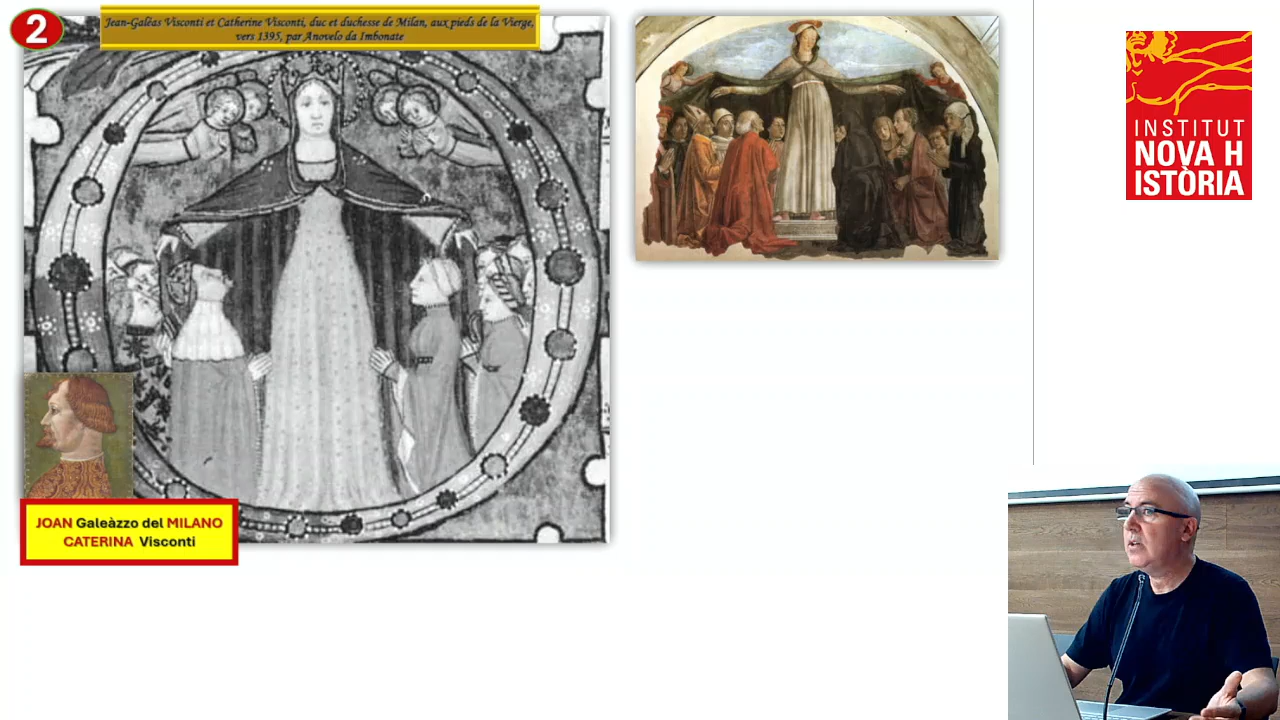 2
Jean-Galéas Visconti et Catherine Visconti, duc et duchesse de Milan, aux pieds de la Vierge,
vers 1395, par Anovelo da Imbonate
INSTITUT
NOVA H
ISTÒRIA
JOAN Galeàzzo del MILANO
CATERINA Visconti